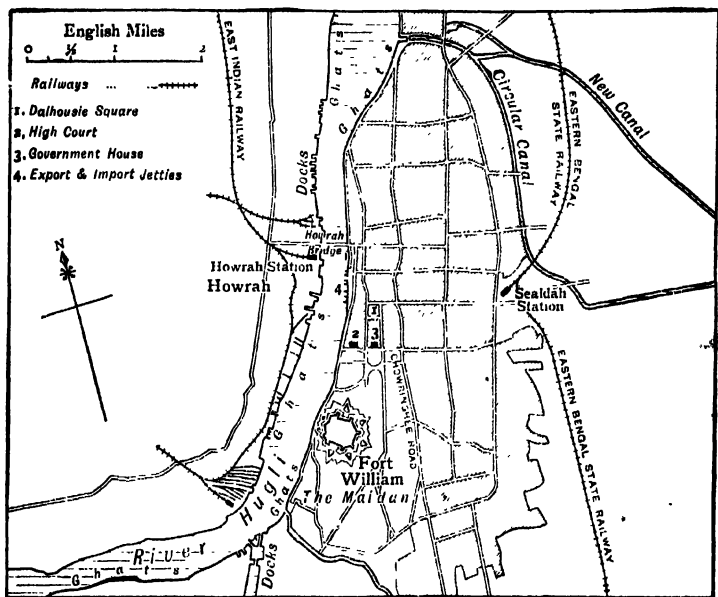 English Miles
0 ½ 1 2
Railways ... ...
1. Dalhousie Square
2. High Court
3. Government House
4. Export & Import Jetties
N
EAST INDIAN RAILWAY
Ghats
Ghats
Circular Canal
New Canal
EASTERN BENGAL
STATE RAILWAY
Docks
Howrah
Bridge
Howrah Station
Howrah
4
Sealdah
Station
1
2 3
Ghats
CHOWRINGHEE ROAD
EASTERN BENGAL STATE RAILWAY
Fort
William
The Maidan
Hugli
Ghats
River
Ghats
Docks